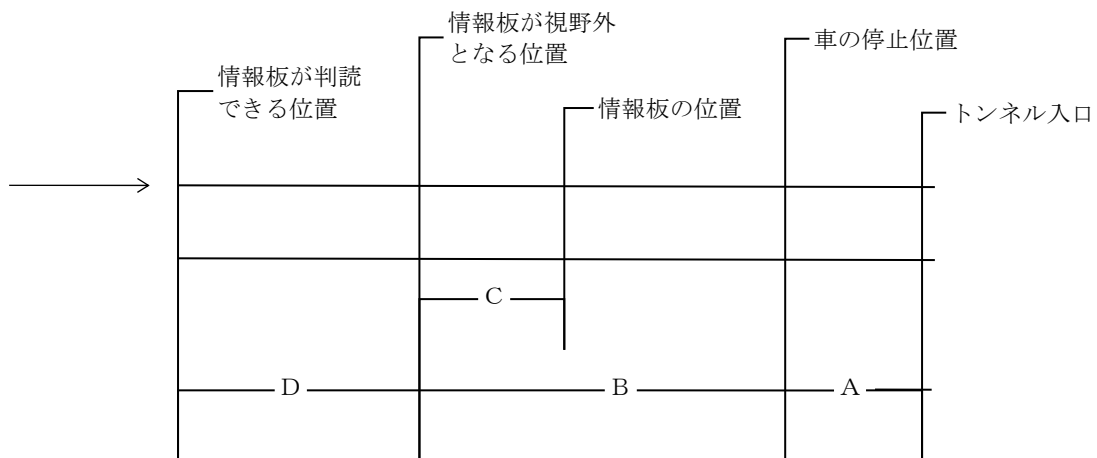 情報板が視野外
となる位置
車の停止位置
情報板が判読
できる位置
情報板の位置
トンネル入口
C
D
B
A